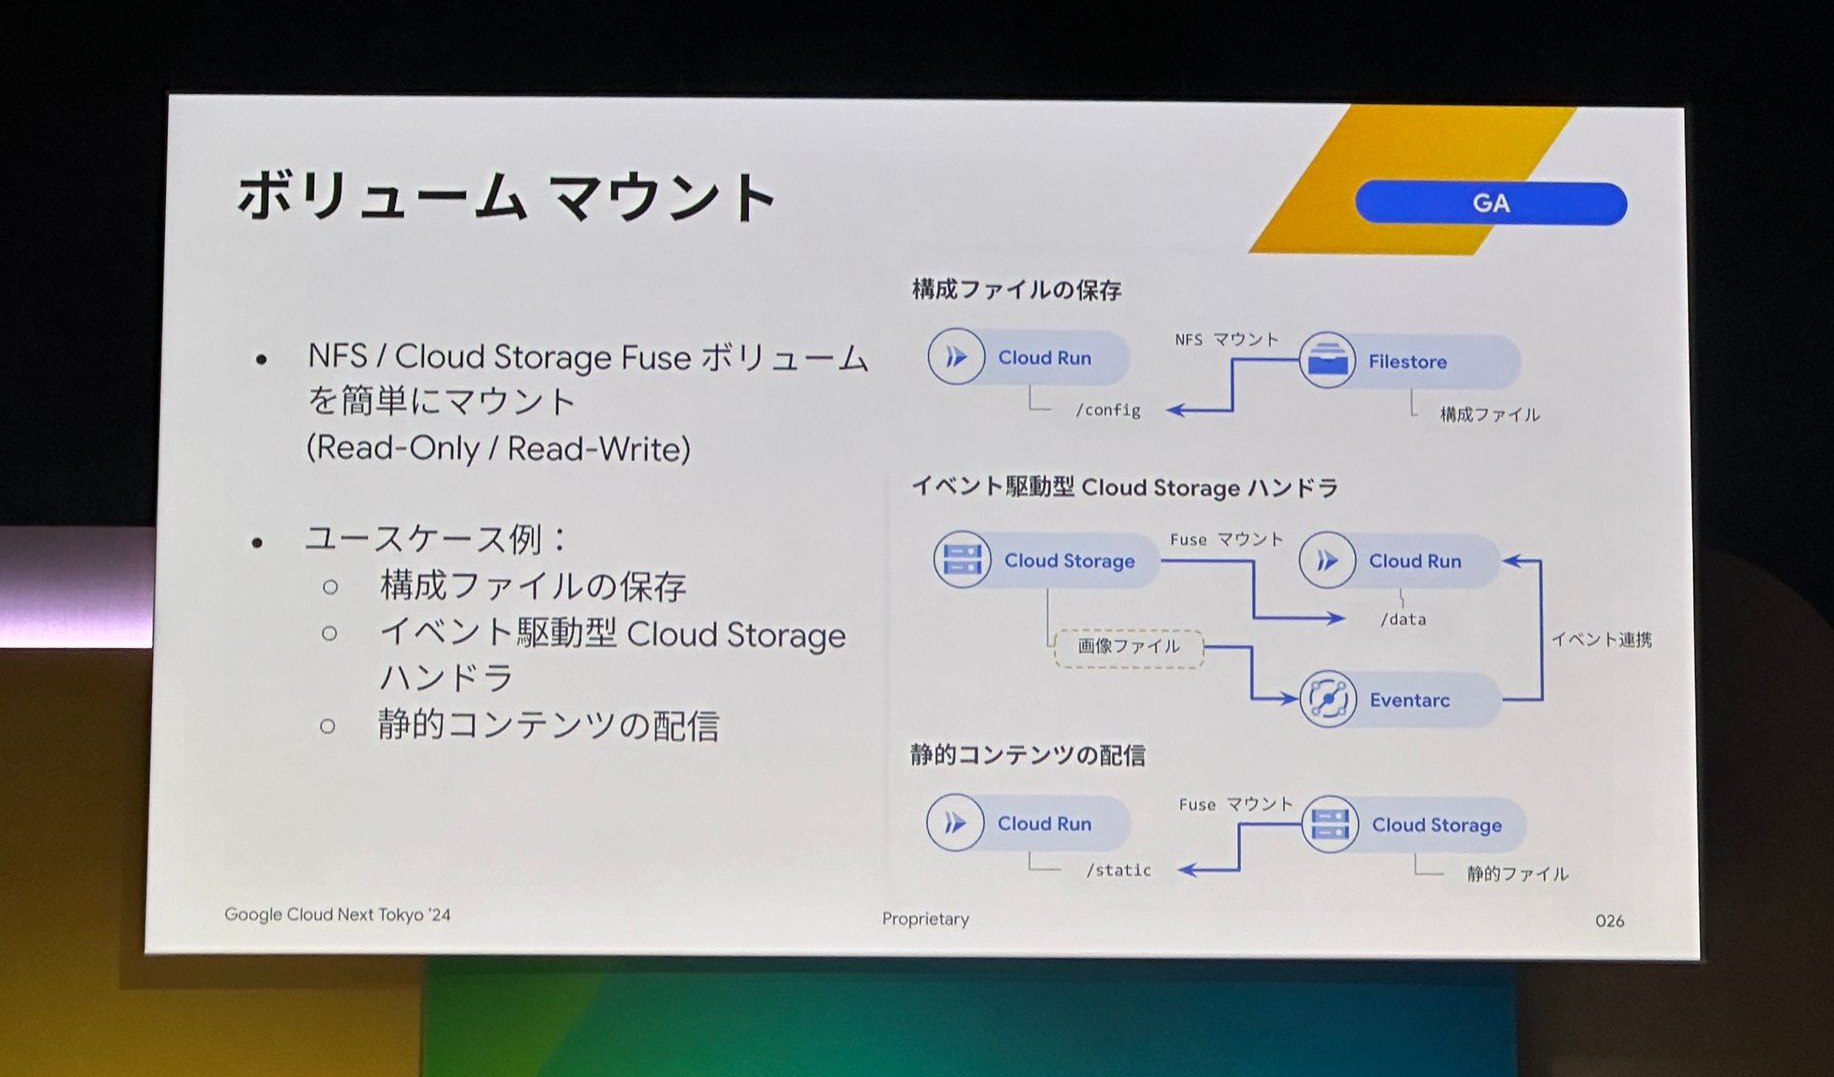 ボリューム マウント
GA
• NFS / Cloud Storage Fuse ボリューム
を簡単にマウント
(Read-Only / Read-Write)
• ユースケース例：
○ 構成ファイルの保存
○ イベント駆動型 Cloud Storage
ハンドラ
○ 静的コンテンツの配信
構成ファイルの保存
Cloud Run
NFS マウント
Filestore
/config
構成ファイル
イベント駆動型 Cloud Storage ハンドラ
Cloud Storage
Fuse マウント
Cloud Run
/data
画像ファイル
イベント連携
Eventarc
静的コンテンツの配信
Cloud Run
Fuse マウント
Cloud Storage
/static
静的ファイル
Google Cloud Next Tokyo '24
Proprietary
026